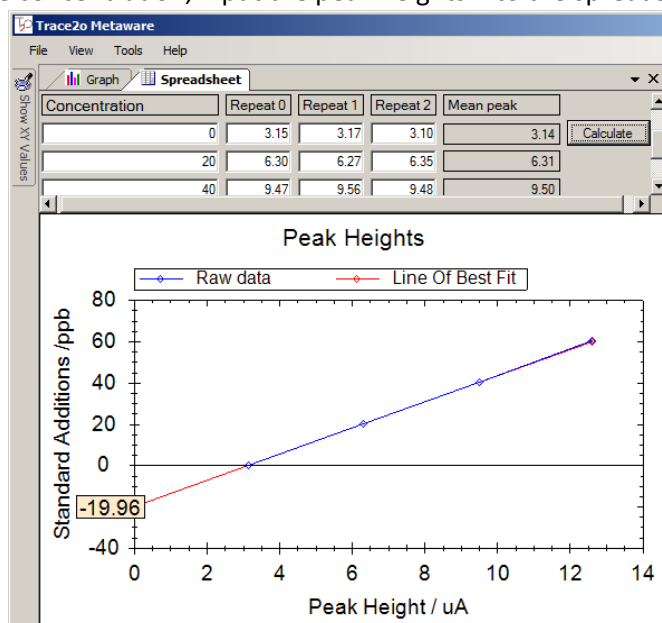 Trace2o Metaware
File View Tools Help
Show XY Values
Graph Spreadsheet
Concentration Repeat 0 Repeat 1 Repeat 2 Mean peak
0 3.15 3.17 3.10 3.14 Calculate
20 6.30 6.27 6.35 6.31
40 9.47 9.56 9.48 9.50
Peak Heights
Raw data Line Of Best Fit
Standard Additions /ppb
80
60
40
20
0
-19.96
-40
0 2 4 6 8 10 12 14
Peak Height / uA